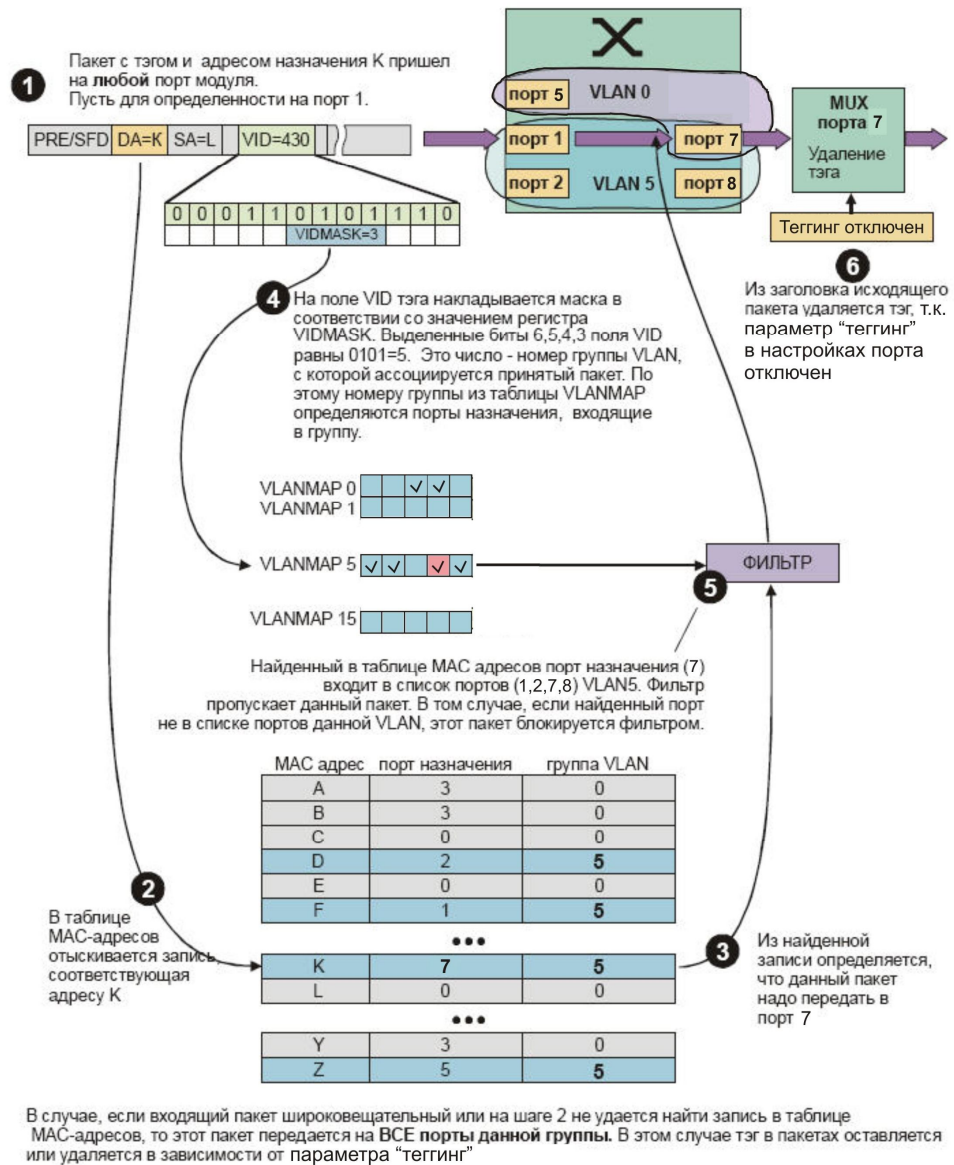 1
Пакет с тэгом и адресом назначения K пришел
на любой порт модуля.
Пусть для определенности на порт 1.
PRE/SFD DA=K SA=L VID=430
0 0 0 1 1 0 1 0 1 1 1 0
VIDMASK=3
порт 5 VLAN 0
порт 1 порт 7
порт 2 VLAN 5 порт 8
MUX
порта 7
Удаление
тэга
Теггинг отключен
6
Из заголовка исходящего
пакета удаляется тэг, т.к.
параметр “теггинг”
в настройках порта
отключен
4
На поле VID тэга накладывается маска в
соответствии со значением регистра
VIDMASK. Выделенные биты 6,5,4,3 поля VID
равны 0101=5. Это число - номер группы VLAN,
с которой ассоциируется принятый пакет. По
этому номеру группы из таблицы VLANMAP
определяются порты назначения, входящие
в группу.
VLANMAP 0
VLANMAP 1
VLANMAP 5
VLANMAP 15
ФИЛЬТР
5
Найденный в таблице MAC адресов порт назначения (7)
входит в список портов (1,2,7,8) VLAN5. Фильтр
пропускает данный пакет. В том случае, если найденный порт
не в списке портов данной VLAN, этот пакет блокируется фильтром.
MAC адрес порт назначения группа VLAN
A 3 0
B 3 0
C 0 0
D 2 5
E 0 0
F 1 5
•••
K 7 5
L 0 0
•••
Y 3 0
Z 5 5
2
В таблице
MAC-адресов
отыскивается запись,
соответствующая
адресу K
3
Из найденной
записи определяется,
что данный пакет
надо передать в
порт 7
В случае, если входящий пакет широковещательный или на шаге 2 не удается найти запись в таблице
MAC-адресов, то этот пакет передается на ВСЕ порты данной группы. В этом случае тэг в пакетах оставляется
или удаляется в зависимости от параметра “теггинг”